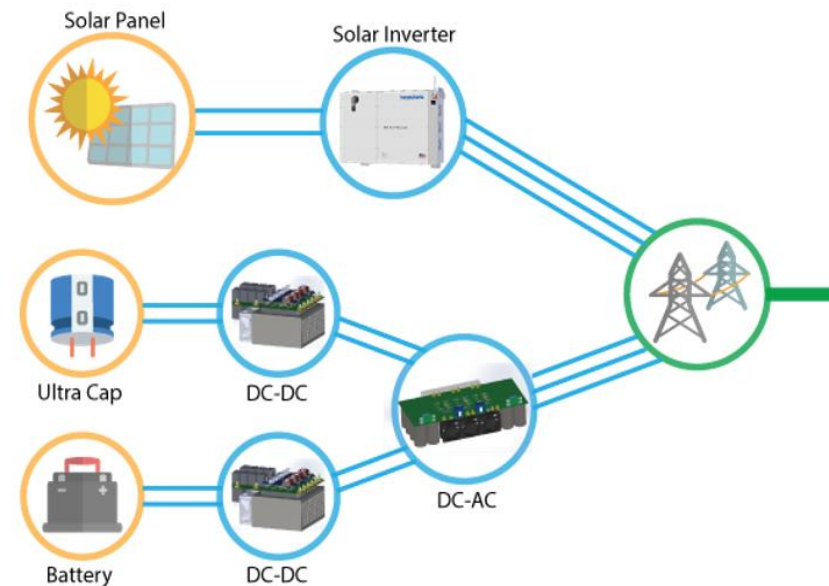 Solar Panel
Solar Inverter
Ultra Cap
DC-DC
DC-AC
Battery
DC-DC